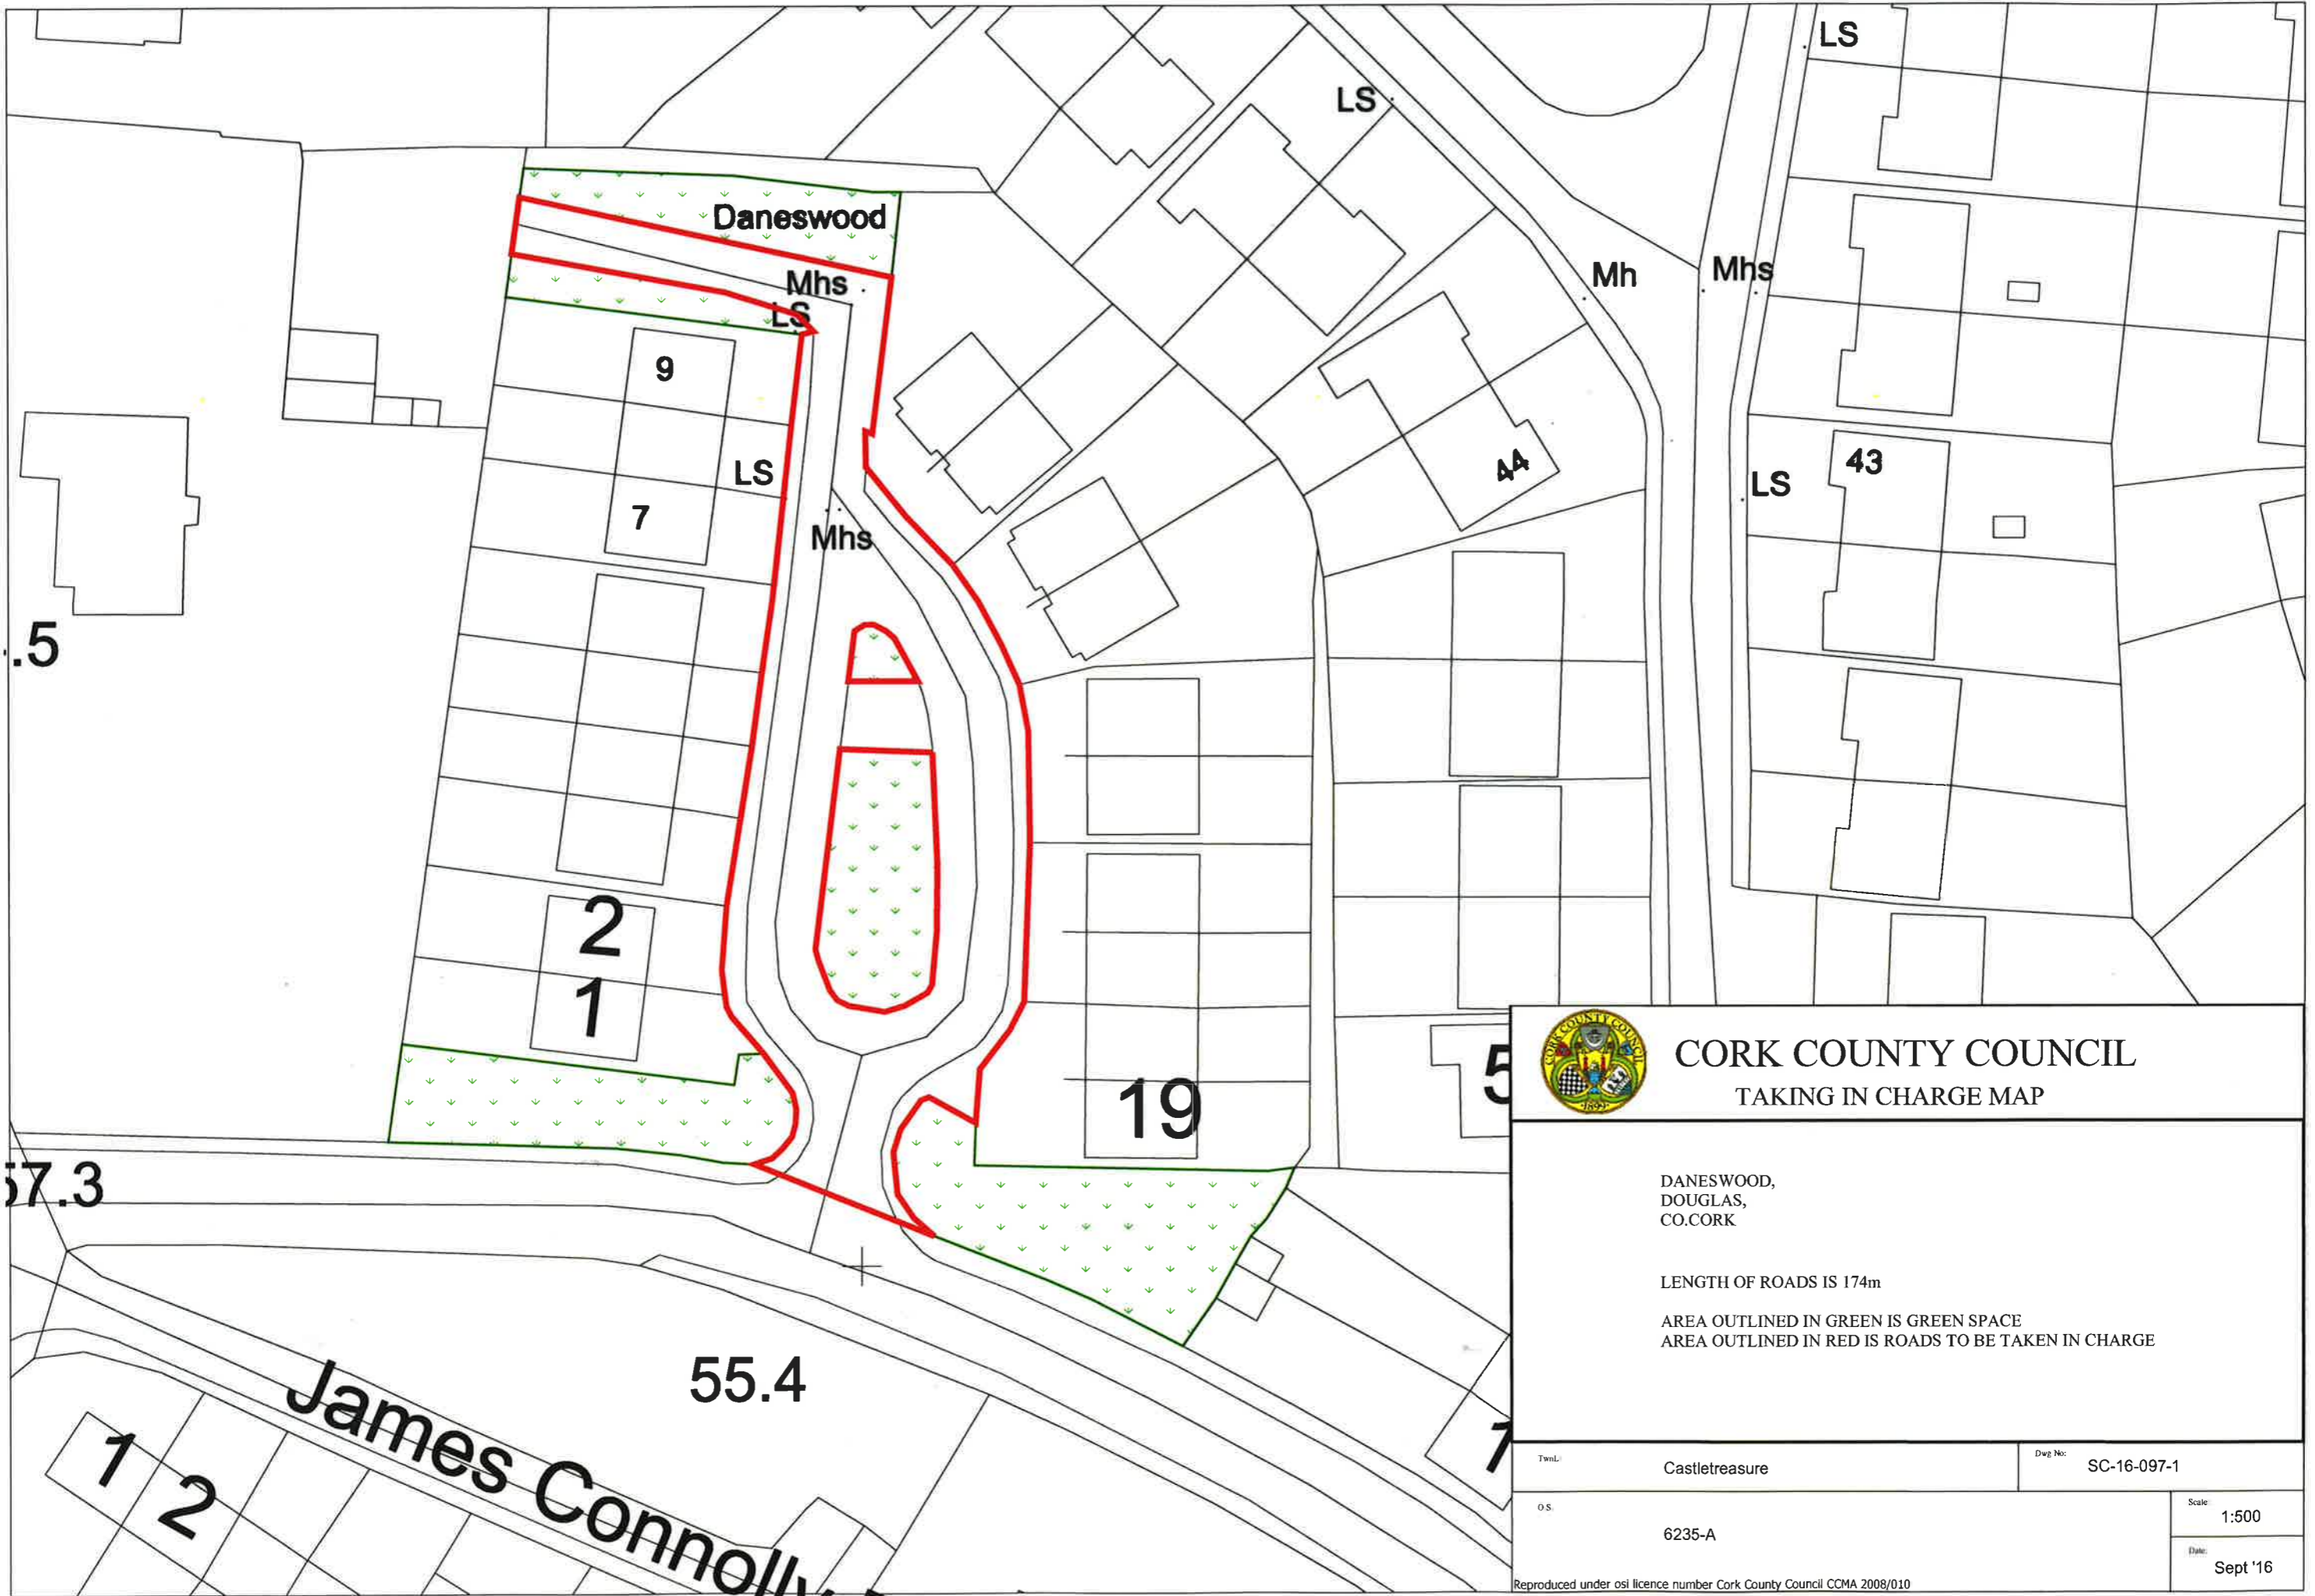 LS
LS
Daneswood
Mhs
LS
Mh
Mhs
9
LS
7
Mhs
44
LS
43
.5
2
1
19
5
57.3
55.4
James Connolly
1
2
1
CORK COUNTY COUNCIL
1899
CORK COUNTY COUNCIL
TAKING IN CHARGE MAP
DANESWOOD,
DOUGLAS,
CO.CORK
LENGTH OF ROADS IS 174m
AREA OUTLINED IN GREEN IS GREEN SPACE
AREA OUTLINED IN RED IS ROADS TO BE TAKEN IN CHARGE
TwnL:
Castletreasure
Dwg No:
SC-16-097-1
O.S.
6235-A
Scale:
1:500
Date:
Sept '16
Reproduced under osi licence number Cork County Council CCMA 2008/010